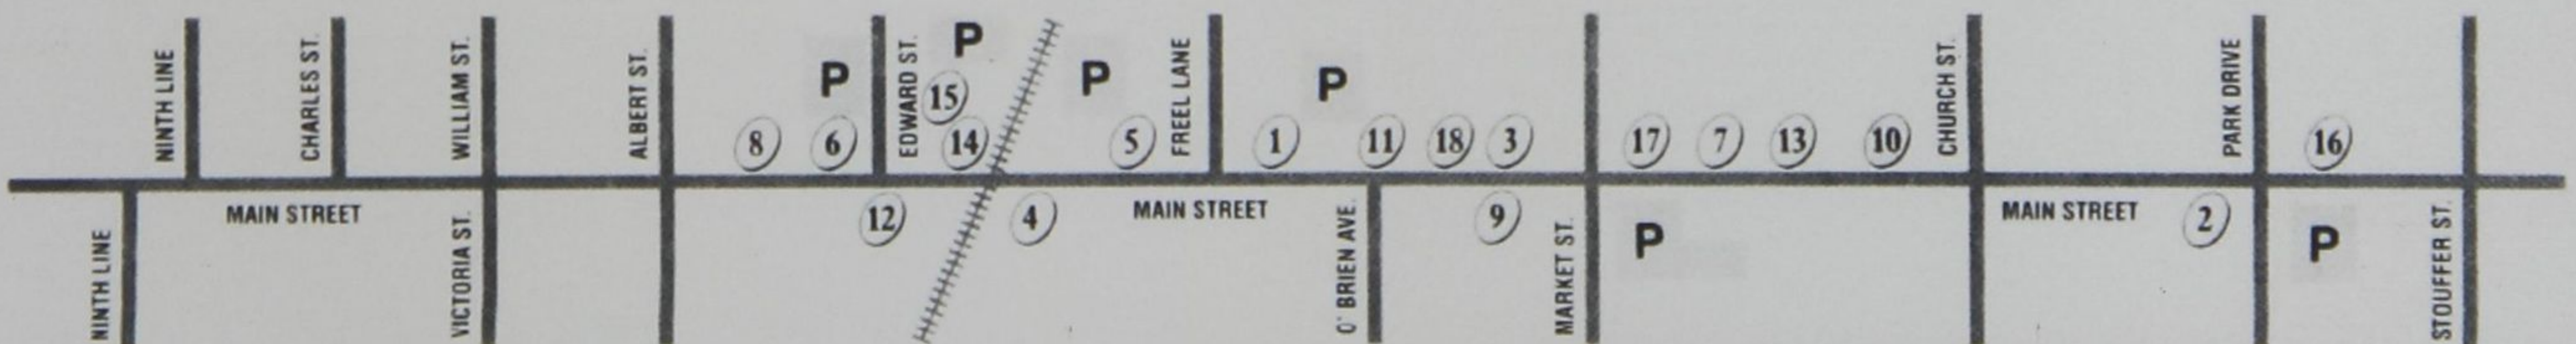 NINTH LINE
CHARLES ST.
WILLIAM ST.
ALBERT ST.
8
P
6
EDWARD ST.
P
15
14
P
5
FREEL LANE
1
P
11
18
3
17
7
13
10
CHURCH ST.
PARK DRIVE
16
NINTH LINE
MAIN STREET
VICTORIA ST.
12
4
MAIN STREET
O' BRIEN AVE.
9
MARKET ST.
P
MAIN STREET
2
P
STOUFFER ST.